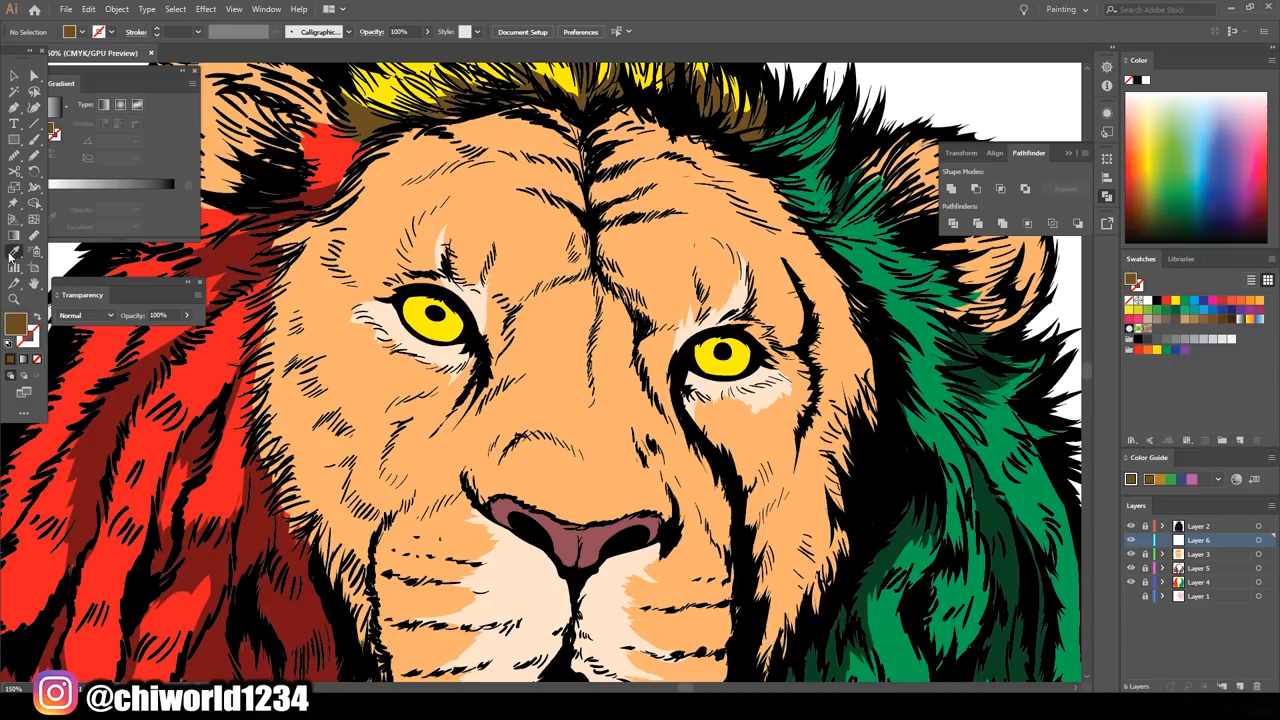 Ai File Edit Object Type Select Effect View Window Help Painting Search Adobe Stock
No Selection Stroke: Calligraphic... Opacity: 100% Style: Document Setup Preferences
50% (CMYK/GPU Preview) ×
Gradient
Type:
Stroke:
Opacity:
Location:
Transparency
Normal Opacity: 100%
Transform Align Pathfinder
Shape Modes:
Expand
Pathfinders:
Color
Swatches Libraries
Color Guide
Layers
Layer 2
Layer 6
Layer 3
Layer 5
Layer 4
Layer 1
6 Layers
150%
@chiworld1234